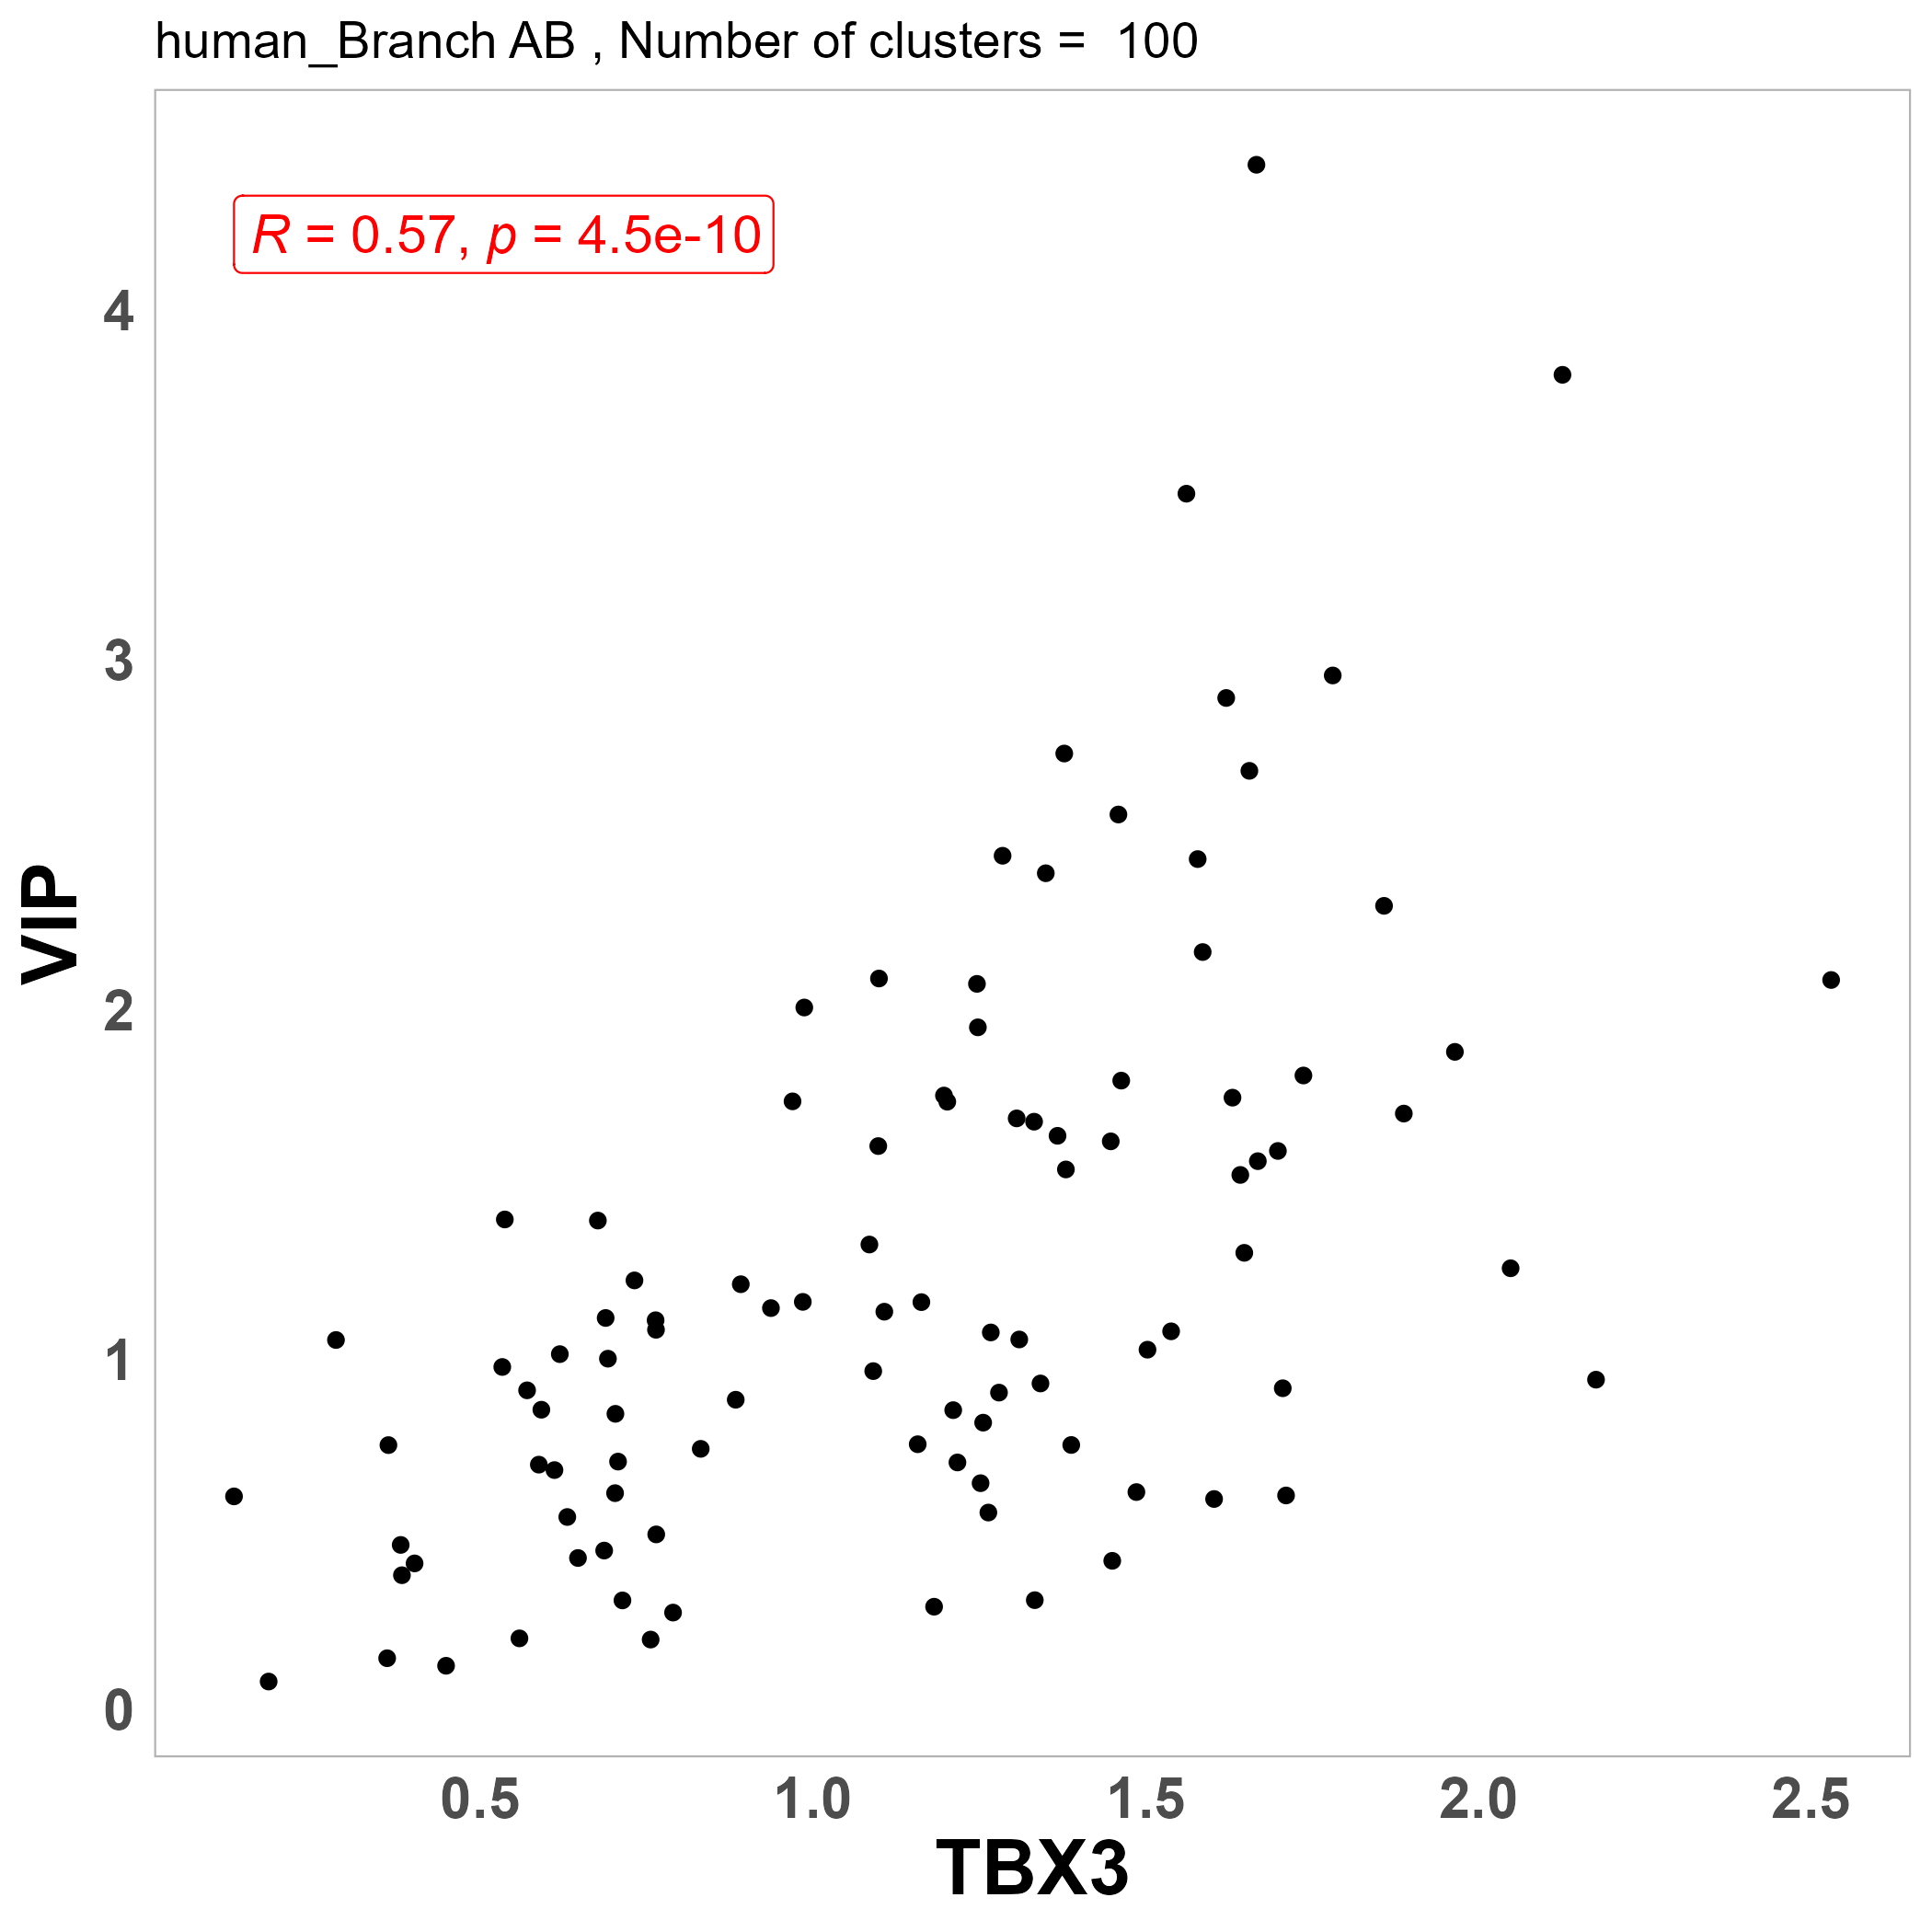 human_Branch AB , Number of clusters =  100
R = 0.57, p = 4.5e-10
4
3
2
1
0
VIP
0.5 1.0 1.5 2.0 2.5
TBX3